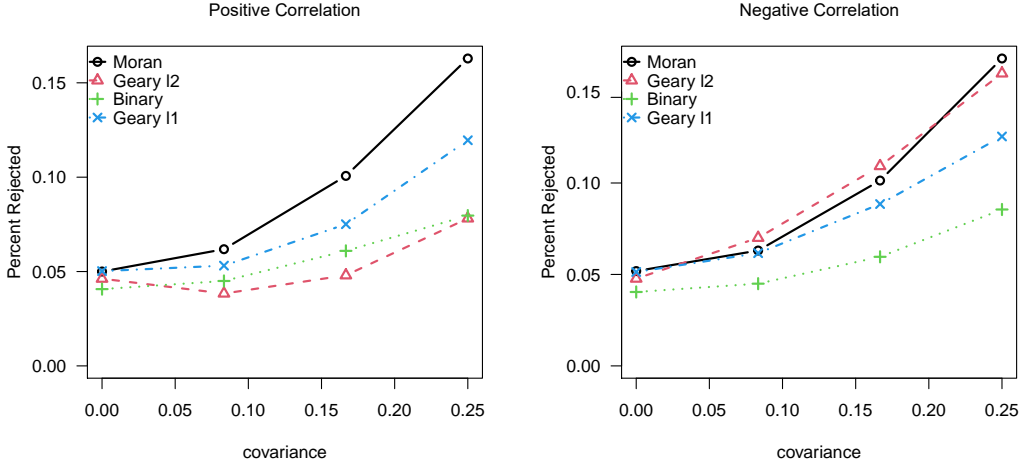 Positive Correlation
Moran
Geary l2
Binary
Geary l1
Percent Rejected
0.15
0.10
0.05
0.00
0.00 0.05 0.10 0.15 0.20 0.25
covariance
Negative Correlation
Moran
Geary l2
Binary
Geary l1
Percent Rejected
0.15
0.10
0.05
0.00
0.00 0.05 0.10 0.15 0.20 0.25
covariance